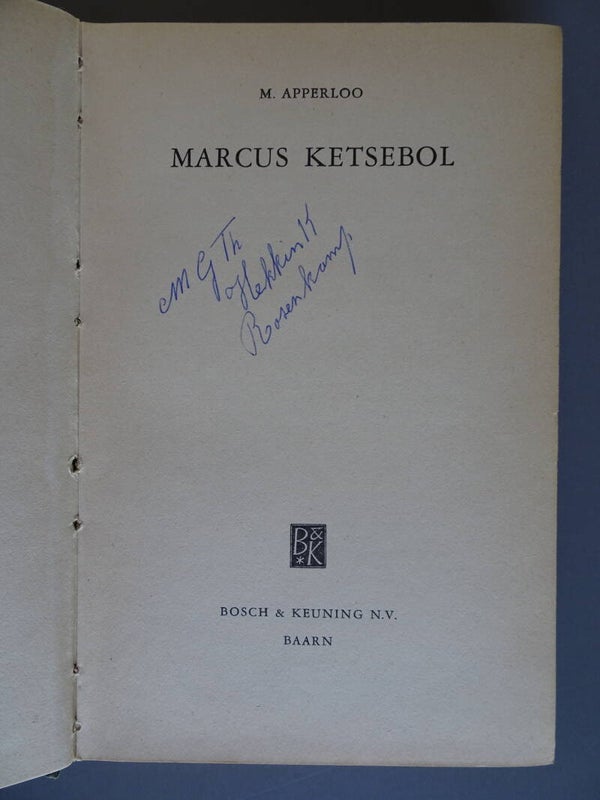 M. APPERLOO
MARCUS KETSEBOL
M G Th
Hekkink
Rosenkamp
B&
*K
BOSCH & KEUNING N.V.
BAARN